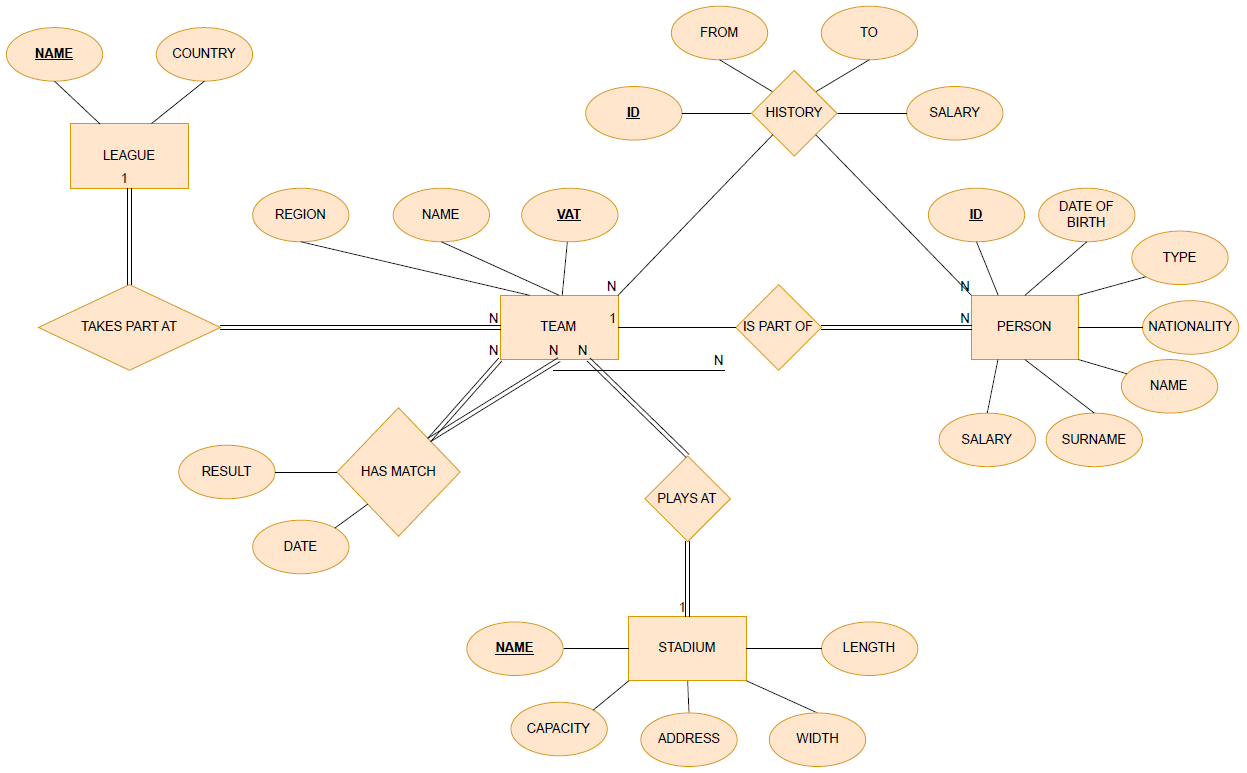 FROM
TO
NAME
COUNTRY
ID
HISTORY
SALARY
LEAGUE
1
REGION
NAME
VAT
ID
DATE OF
BIRTH
TYPE
N
N
TAKES PART AT
N
TEAM
1
IS PART OF
N
PERSON
NATIONALITY
N
N
N
N
NAME
SALARY
SURNAME
RESULT
HAS MATCH
PLAYS AT
DATE
1
NAME
STADIUM
LENGTH
CAPACITY
ADDRESS
WIDTH